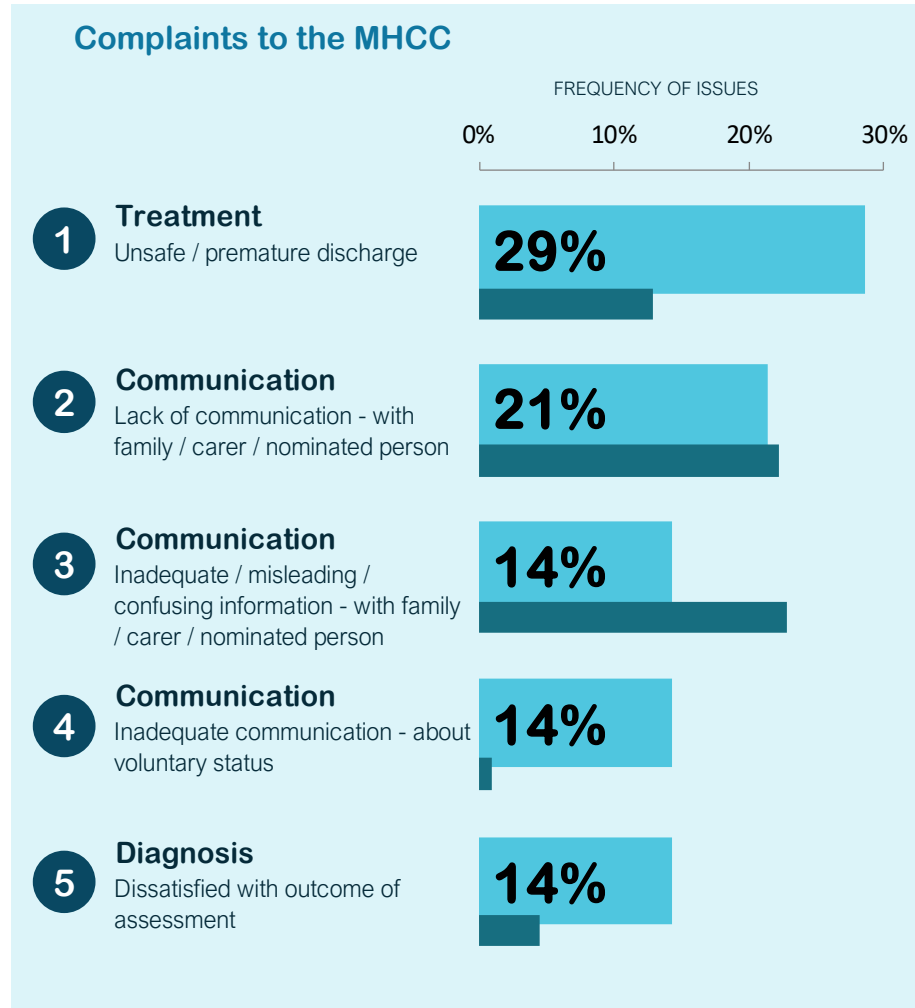 Complaints to the MHCC
FREQUENCY OF ISSUES
0% 10% 20% 30%
1
Treatment
Unsafe / premature discharge
29%
2
Communication
Lack of communication - with
family / carer / nominated person
21%
3
Communication
Inadequate / misleading /
confusing information - with family
/ carer / nominated person
14%
4
Communication
Inadequate communication - about
voluntary status
14%
5
Diagnosis
Dissatisfied with outcome of
assessment
14%